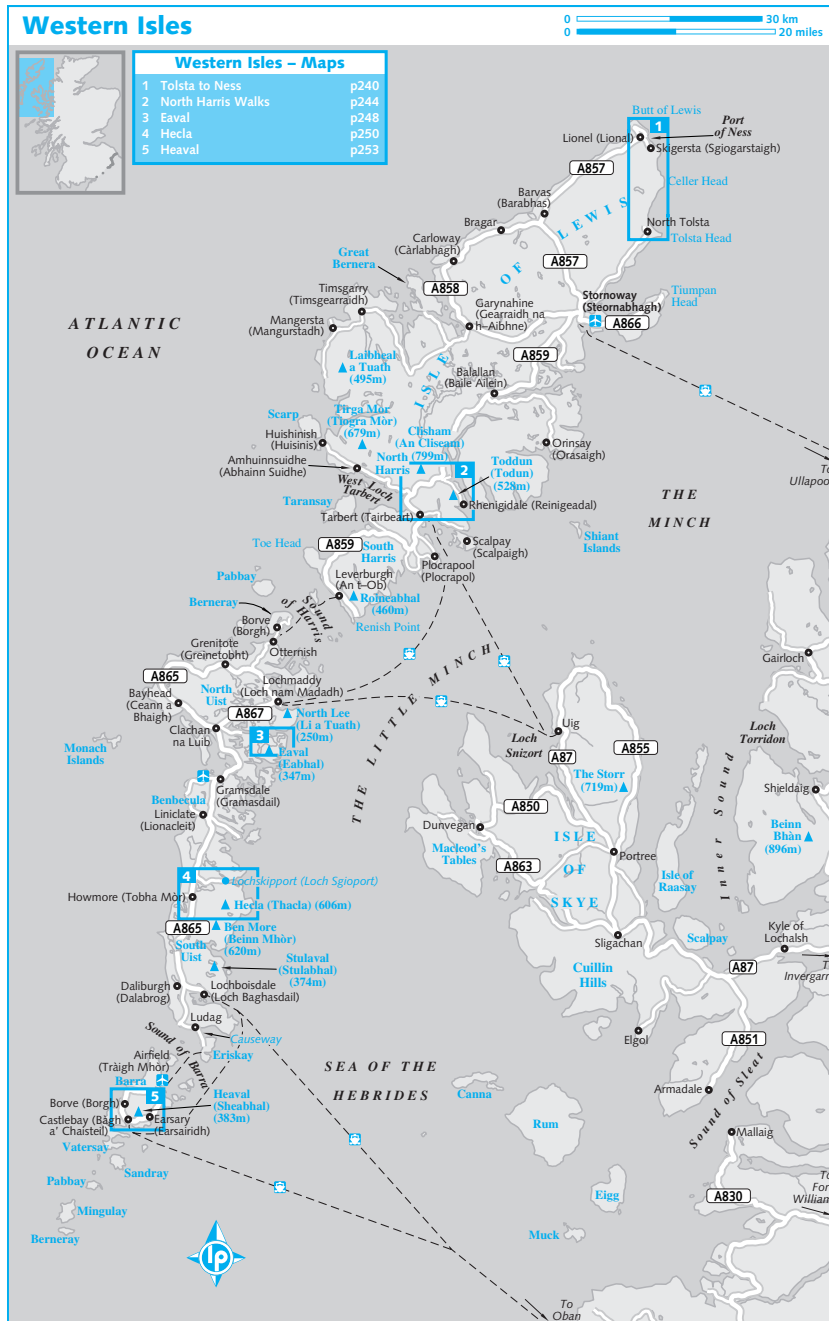 Western Isles
0 30 km
0 20 miles
Western Isles – Maps
1 Tolsta to Ness p240
2 North Harris Walks p244
3 Eaval p248
4 Hecla p250
5 Heaval p253
Butt of Lewis
Port
of Ness
1
Lionel (Lional)
Skigersta (Sgiogarstaigh)
A857
Celler Head
Barvas
(Barabhas)
Bragar
North Tolsta
Tolsta Head
Carloway
(Càrlabhagh)
Great
Bernera
A857
ISLE OF LEWIS
Tiumpan
Head
Timsgarry
(Timsgearraidh)
A858
Garynahine
(Gearraidh na
h–Aibhne)
Stornoway
(Steornabhagh)
A866
Mangersta
(Mangurstadh)
ATLANTIC
OCEAN
A859
Laibheal
a Tuath
(495m)
Balallan
(Baile Ailein)
Tirga Mór
(Tiogra Mòr)
(679m)
Scarp
Clisham
(An Cliseam)
(799m)
Huishinish
(Huisinis)
Orinsay
(Orasaigh)
Amhuinnsuidhe
(Abhainn Suidhe)
North
Harris
2
Toddun
(Todun)
(528m)
To
Ullapool
West Loch
Tarbert
THE
MINCH
Taransay
Rhenigidale (Reinigeadal)
Tarbert (Tairbeart)
Shiant
Islands
Toe Head
A859
South
Harris
Scalpay
(Scalpaigh)
Plocrapool
(Plocrapol)
Pabbay
Leverburgh
(An t–Ob)
Roineabhal
(460m)
Berneray
Sound
of Harris
Renish Point
Borve
(Borgh)
Otternish
Grenitote
(Greinetobht)
THE LITTLE MINCH
Gairloch
A865
Lochmaddy
(Loch nam Madadh)
North
Uist
Bayhead
(Ceann a
Bhaigh)
A867
North Lee
(Li a Tuath)
(250m)
Uig
Loch
Snizort
Loch
Torridon
Clachan
na Luib
3
A87
A855
Monach
Islands
Eaval
(Eabhal)
(347m)
Gramsdale
(Gramasdail)
The Storr
(719m)
Shieldaig
Benbecula
Liniclate
(Lionacleit)
A850
Inner Sound
Beinn
Bhàn
(896m)
Dunvegan
Macleod's
Tables
A863
ISLE
OF
SKYE
Portree
Isle of
Raasay
4
Lochskipport (Loch Sgioport)
Howmore (Tobha Mòr)
Hecla (Thacla) (606m)
A865
Ben More
(Beinn Mhòr)
(620m)
Sligachan
Scalpay
Kyle of
Lochalsh
South
Uist
Stulaval
(Stulabhal)
(374m)
Cuillin
Hills
A87
To
Invergarry
Daliburgh
(Dalabrog)
Lochboisdale
(Loch Baghasdail)
Ludag
Causeway
Elgol
A851
Sound of Barra
Eriskay
Airfield
(Tràigh Mhòr)
SEA OF THE
HEBRIDES
Barra
Canna
Armadale
Sound of Sleat
5
Borve (Borgh)
Heaval
(Sheabhal)
(383m)
Castlebay (Bàgh
a' Chaisteil)
Earsary
(Earsairidh)
Rum
Mallaig
Vatersay
Sandray
Pabbay
Eigg
A830
To
Fort
William
Mingulay
Berneray
Muck
lp
To
Oban